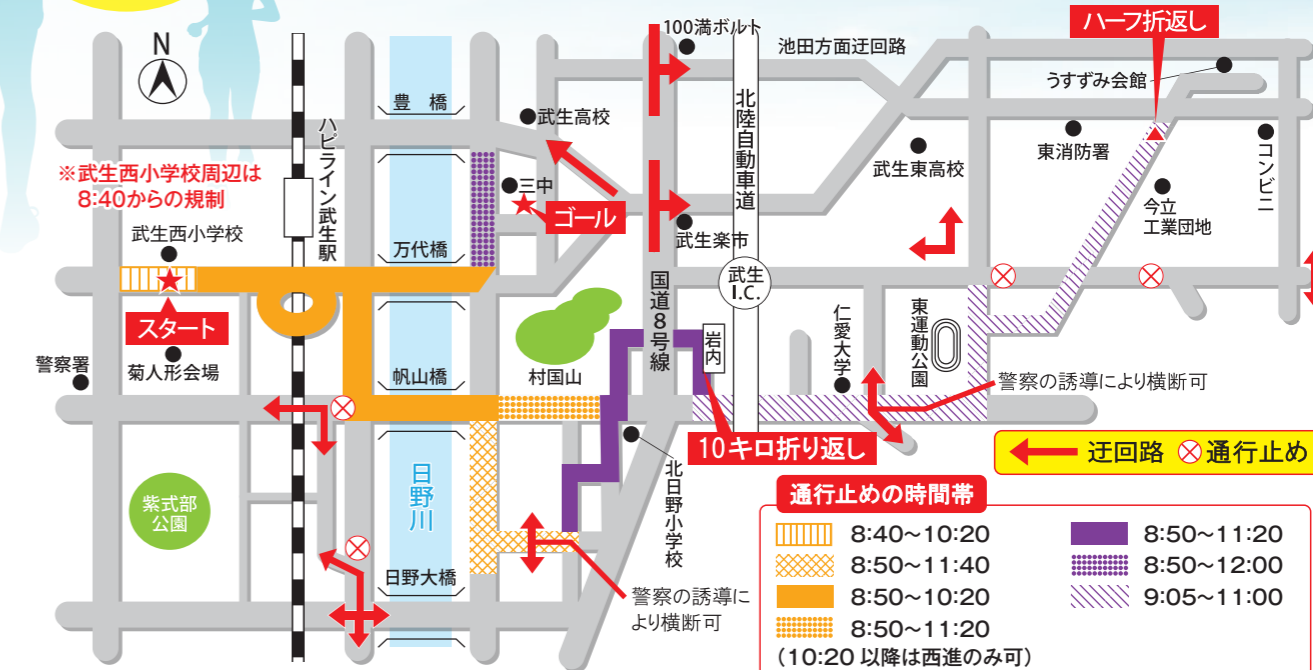 100満ボルト
ハーフ折返し
N
池田方面迂回路
うすずみ会館
豊　橋
武生高校
北陸自動車道
ハピライン武生駅
東消防署
コンビニ
武生東高校
※武生西小学校周辺は
8:40からの規制
三中
ゴール
今立
工業団地
武生西小学校
万代橋
武生楽市
武生
I.C.
国道8号線
スタート
岩内
仁愛大学
東運動公園
警察署
菊人形会場
帆山橋
村国山
警察の誘導により横断可
10キロ折り返し
迂回路
通行止め
日野川
北日野小学校
紫式部
公園
日野大橋
警察の誘導に
より横断可
通行止めの時間帯
8:40～10:20
8:50～11:40
8:50～10:20
8:50～11:20
(10:20 以降は西進のみ可)
8:50～11:20
8:50～12:00
9:05～11:00